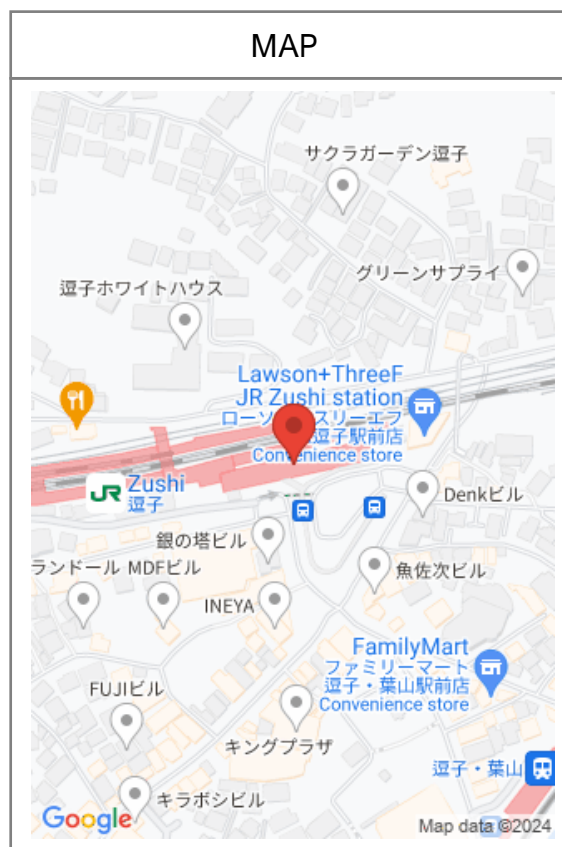 MAP
サクラガーデン逗子
グリーンサプライ
逗子ホワイトハウス
Lawson+ThreeF
JR Zushi station
ローソ スリーエフ
逗子駅前店
Convenience store
JR Zushi
逗子
Denkビル
銀の塔ビル
ランドール MDFビル
魚佐次ビル
INEYA
FamilyMart
ファミリーマート
逗子・葉山駅前店
Convenience store
FUJIビル
キングプラザ
逗子・葉山
キラボシビル
Google
Map data ©2024